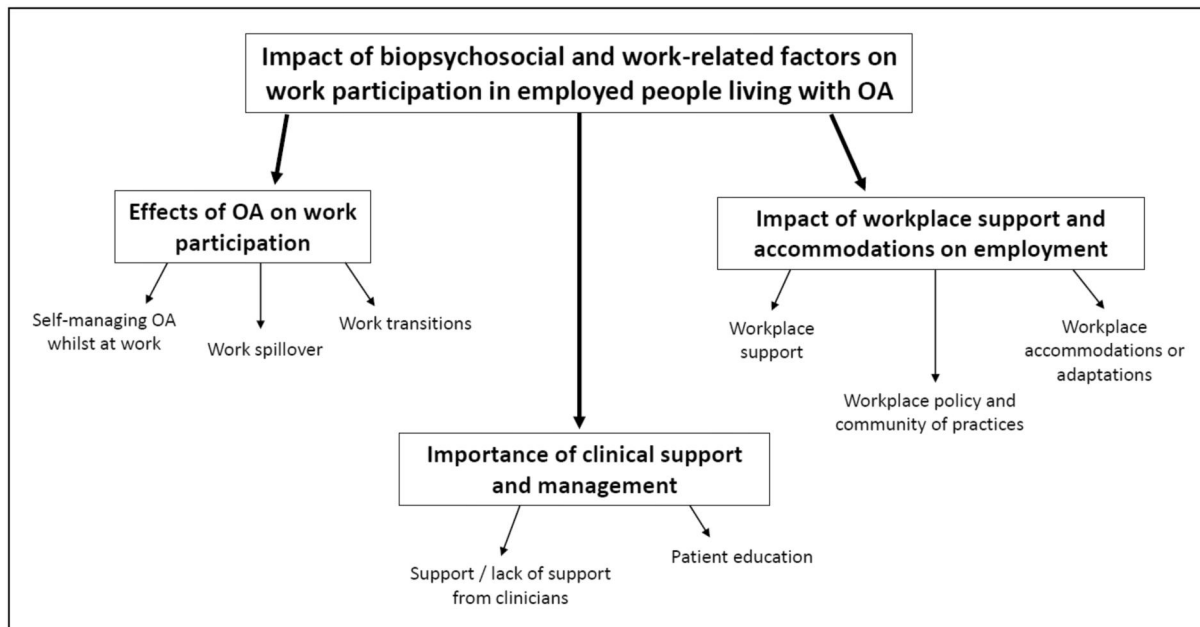 Impact of biopsychosocial and work-related factors on
work participation in employed people living with OA
Effects of OA on work
participation
Self-managing OA
whilst at work
Work spillover
Work transitions
Importance of clinical support
and management
Support / lack of support
from clinicians
Patient education
Impact of workplace support and
accommodations on employment
Workplace
support
Workplace policy and
community of practices
Workplace
accommodations or
adaptations